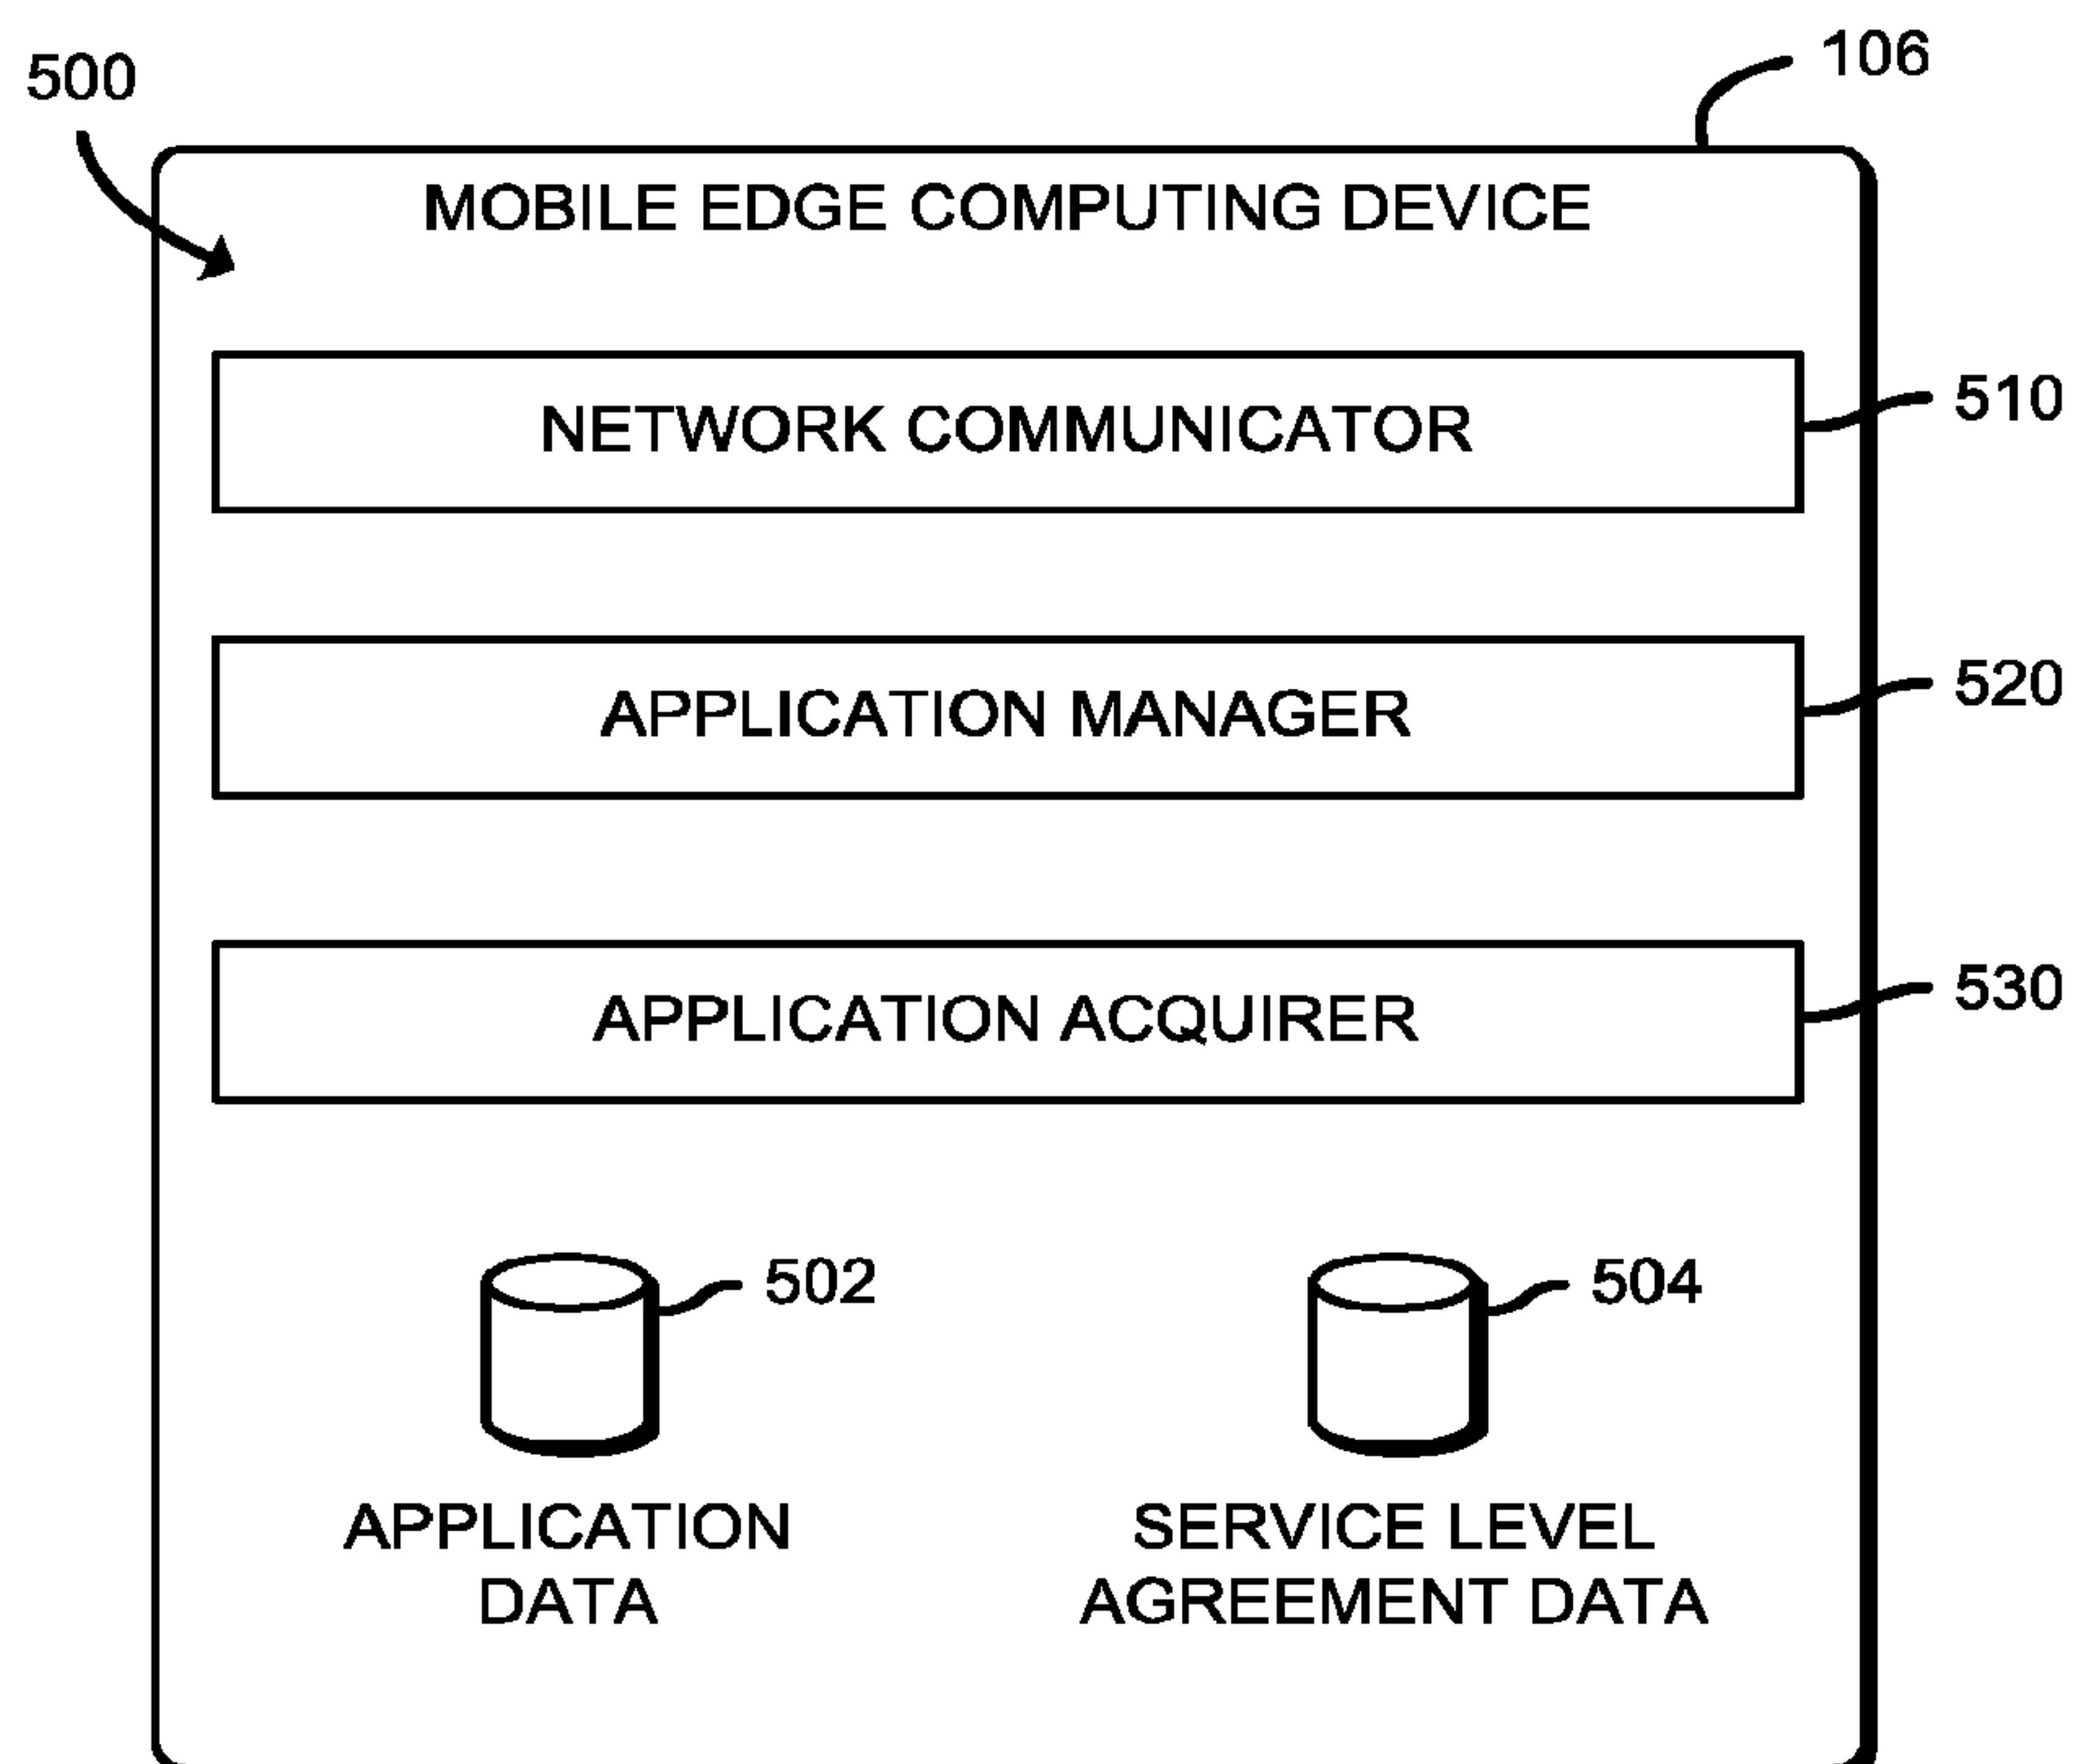 500
106
MOBILE EDGE COMPUTING DEVICE
NETWORK COMMUNICATOR
510
APPLICATION MANAGER
520
APPLICATION ACQUIRER
530
502
504
APPLICATION
DATA
SERVICE LEVEL
AGREEMENT DATA